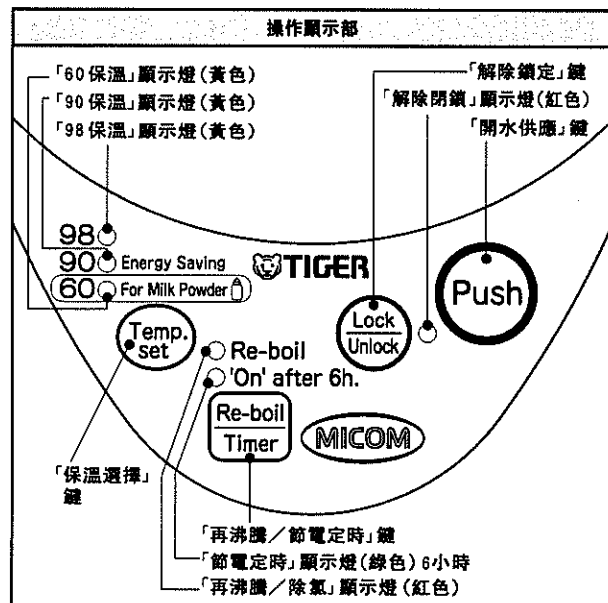 操作顯示部
「60保溫」顯示燈(黃色)
「90保溫」顯示燈(黃色)
「98保溫」顯示燈(黃色)
「解除鎖定」鍵
「解除閉鎖」顯示燈(紅色)
「開水供應」鍵
98
90 Energy Saving
60 For Milk Powder
TIGER
Push
Lock
Unlock
Temp.
set
Re-boil
'On' after 6h.
Re-boil
Timer
MICOM
「保溫選擇」
鍵
「再沸騰/節電定時」鍵
「節電定時」顯示燈(綠色)6小時
「再沸騰/除氯」顯示燈(紅色)